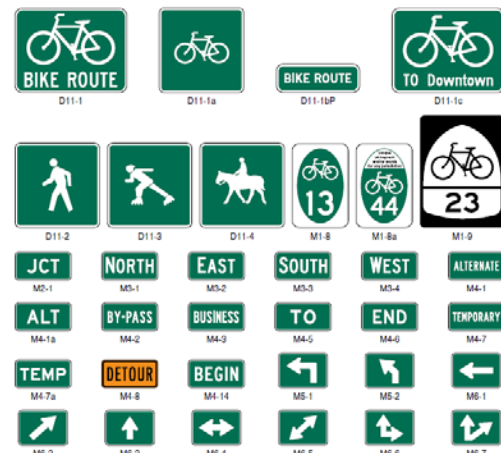 BIKE ROUTE
TO Downtown
BIKE ROUTE
D11-1
D11-1a
D11-1bP
D11-1c
13
44
23
D11-2
D11-3
D11-4
M1-8
M1-8a
M1-9
JCT NORTH EAST SOUTH WEST ALTERNATE
M2-1 M3-1 M3-2 M3-3 M3-4 M4-1
ALT BY-PASS BUSINESS TO END TEMPORARY
M4-1a M4-2 M4-3 M4-5 M4-6 M4-7
TEMP DETOUR BEGIN
M4-7a M4-8 M4-14 M5-1 M5-2 M6-1